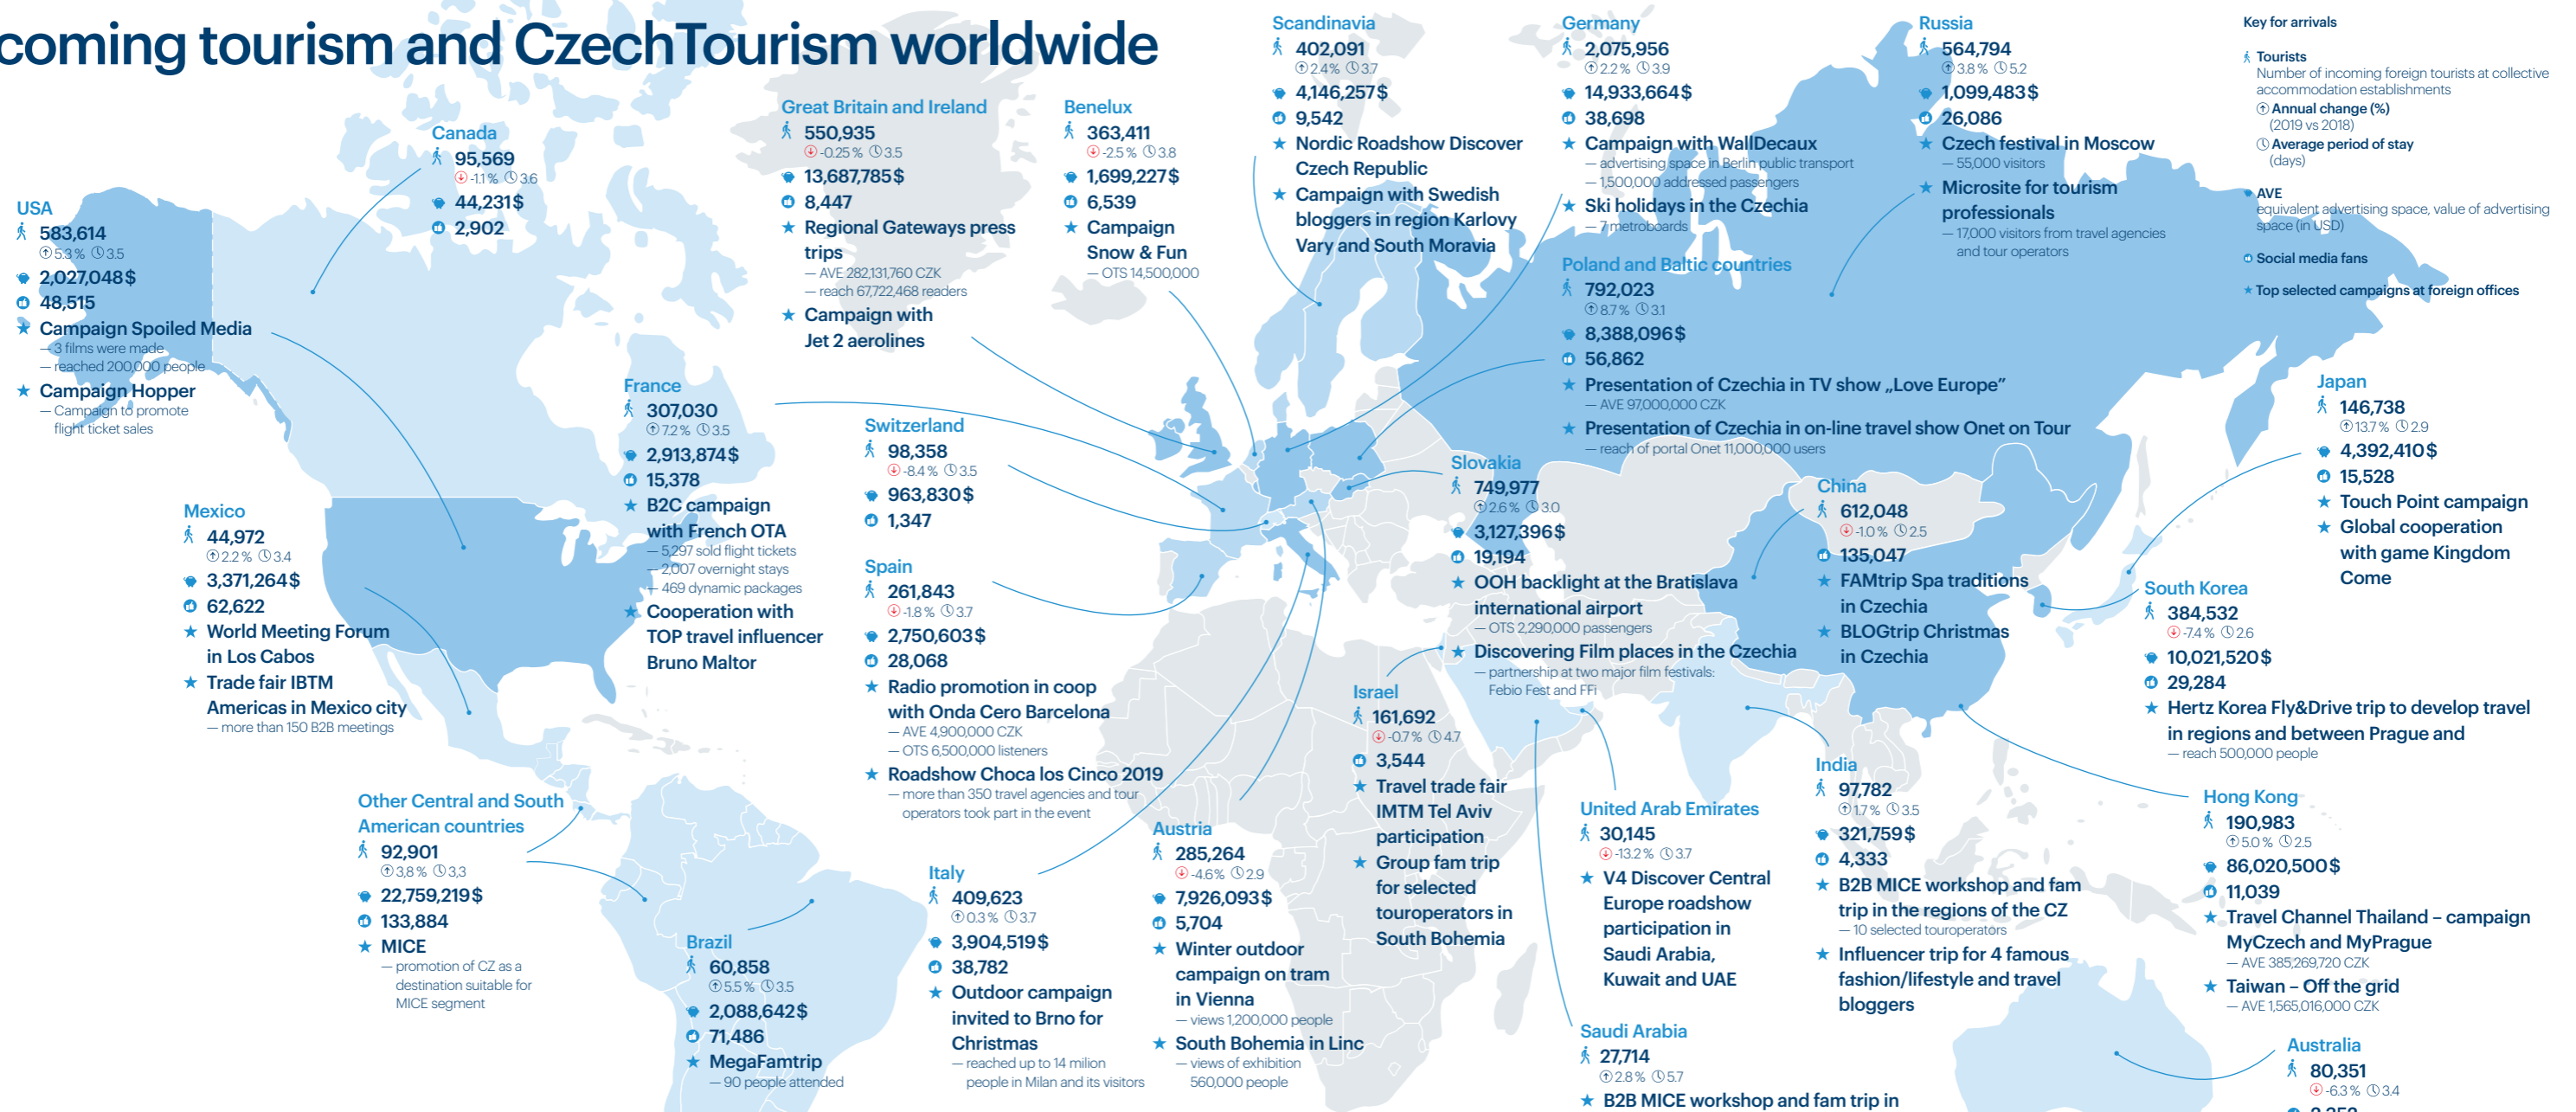 coming tourism and CzechTourism worldwide
USA
583,614
5.3 % 3.5
2,027,048 $
48,515
Campaign Spoiled Media
— 3 films were made
— reached 200,000 people
Campaign Hopper
— Campaign to promote
flight ticket sales
Canada
95,569
-1.1 % 3.6
44,231 $
2,902
Mexico
44,972
2.2 % 3.4
3,371,264 $
62,622
World Meeting Forum
in Los Cabos
Trade fair IBTM
Americas in Mexico city
— more than 150 B2B meetings
Other Central and South
American countries
92,901
3,8 % 3,3
22,759,219 $
133,884
MICE
— promotion of CZ as a
destination suitable for
MICE segment
France
307,030
7.2 % 3.5
2,913,874 $
15,378
B2C campaign
with French OTA
— 5,297 sold flight tickets
— 2,007 overnight stays
— 469 dynamic packages
Cooperation with
TOP travel influencer
Bruno Maltor
Brazil
60,858
5.5 % 3.5
2,088,642 $
71,486
MegaFamtrip
— 90 people attended
Great Britain and Ireland
550,935
-0.25 % 3.5
13,687,785 $
8,447
Regional Gateways press
trips
— AVE 282,131,760 CZK
— reach 67,722,468 readers
Campaign with
Jet 2 aerolines
Switzerland
98,358
-8.4 % 3.5
963,830 $
1,347
Spain
261,843
-1.8 % 3.7
2,750,603 $
28,068
Radio promotion in coop
with Onda Cero Barcelona
— AVE 4,900,000 CZK
— OTS 6,500,000 listeners
Roadshow Choca los Cinco 2019
— more than 350 travel agencies and tour
operators took part in the event
Italy
409,623
0.3 % 3.7
3,904,519 $
38,782
Outdoor campaign
invited to Brno for
Christmas
— reached up to 14 milion
people in Milan and its visitors
Benelux
363,411
-2.5 % 3.8
1,699,227 $
6,539
Campaign
Snow & Fun
— OTS 14,500,000
Austria
285,264
-4.6% 2.9
7,926,093 $
5,704
Winter outdoor
campaign on tram
in Vienna
— views 1,200,000 people
South Bohemia in Linc
— views of exhibition
560,000 people
Scandinavia
402,091
2.4 % 3.7
4,146,257 $
9,542
Nordic Roadshow Discover
Czech Republic
Campaign with Swedish
bloggers in region Karlovy
Vary and South Moravia
Germany
2,075,956
2.2 % 3.9
14,933,664 $
38,698
Campaign with WallDecaux
— advertising space in Berlin public transport
— 1,500,000 addressed passengers
Ski holidays in the Czechia
— 7 metroboards
Poland and Baltic countries
792,023
8.7 % 3.1
8,388,096 $
56,862
Presentation of Czechia in TV show „Love Europe”
— AVE 97,000,000 CZK
Presentation of Czechia in on-line travel show Onet on Tour
— reach of portal Onet 11,000,000 users
Slovakia
749,977
2.6 % 3.0
3,127,396 $
19,194
OOH backlight at the Bratislava
international airport
— OTS 2,290,000 passengers
Discovering Film places in the Czechia
— partnership at two major film festivals:
Febio Fest and FFi
Israel
161,692
-0.7 % 4.7
3,544
Travel trade fair
IMTM Tel Aviv
participation
Group fam trip
for selected
touroperators in
South Bohemia
United Arab Emirates
30,145
-13.2 % 3.7
V4 Discover Central
Europe roadshow
participation in
Saudi Arabia,
Kuwait and UAE
Saudi Arabia
27,714
2.8 % 5.7
B2B MICE workshop and fam trip in
Russia
564,794
3.8 % 5.2
1,099,483 $
26,086
Czech festival in Moscow
— 55,000 visitors
Microsite for tourism
professionals
— 17,000 visitors from travel agencies
and tour operators
China
612,048
-1.0 % 2.5
135,047
FAMtrip Spa traditions
in Czechia
BLOGtrip Christmas
in Czechia
India
97,782
1.7 % 3.5
321,759 $
4,333
B2B MICE workshop and fam
trip in the regions of the CZ
— 10 selected touroperators
Influencer trip for 4 famous
fashion/lifestyle and travel
bloggers
Key for arrivals
Tourists
Number of incoming foreign tourists at collective
accommodation establishments
Annual change (%)
(2019 vs 2018)
Average period of stay
(days)
AVE
equivalent advertising space, value of advertising
space (in USD)
Social media fans
Top selected campaigns at foreign offices
Japan
146,738
13.7 % 2.9
4,392,410 $
15,528
Touch Point campaign
Global cooperation
with game Kingdom
Come
South Korea
384,532
-7.4 % 2.6
10,021,520 $
29,284
Hertz Korea Fly&Drive trip to develop travel
in regions and between Prague and
— reach 500,000 people
Hong Kong
190,983
5.0 % 2.5
86,020,500 $
11,039
Travel Channel Thailand – campaign
MyCzech and MyPrague
— AVE 385,269,720 CZK
Taiwan – Off the grid
— AVE 1,565,016,000 CZK
Australia
80,351
-6.3 % 3.4